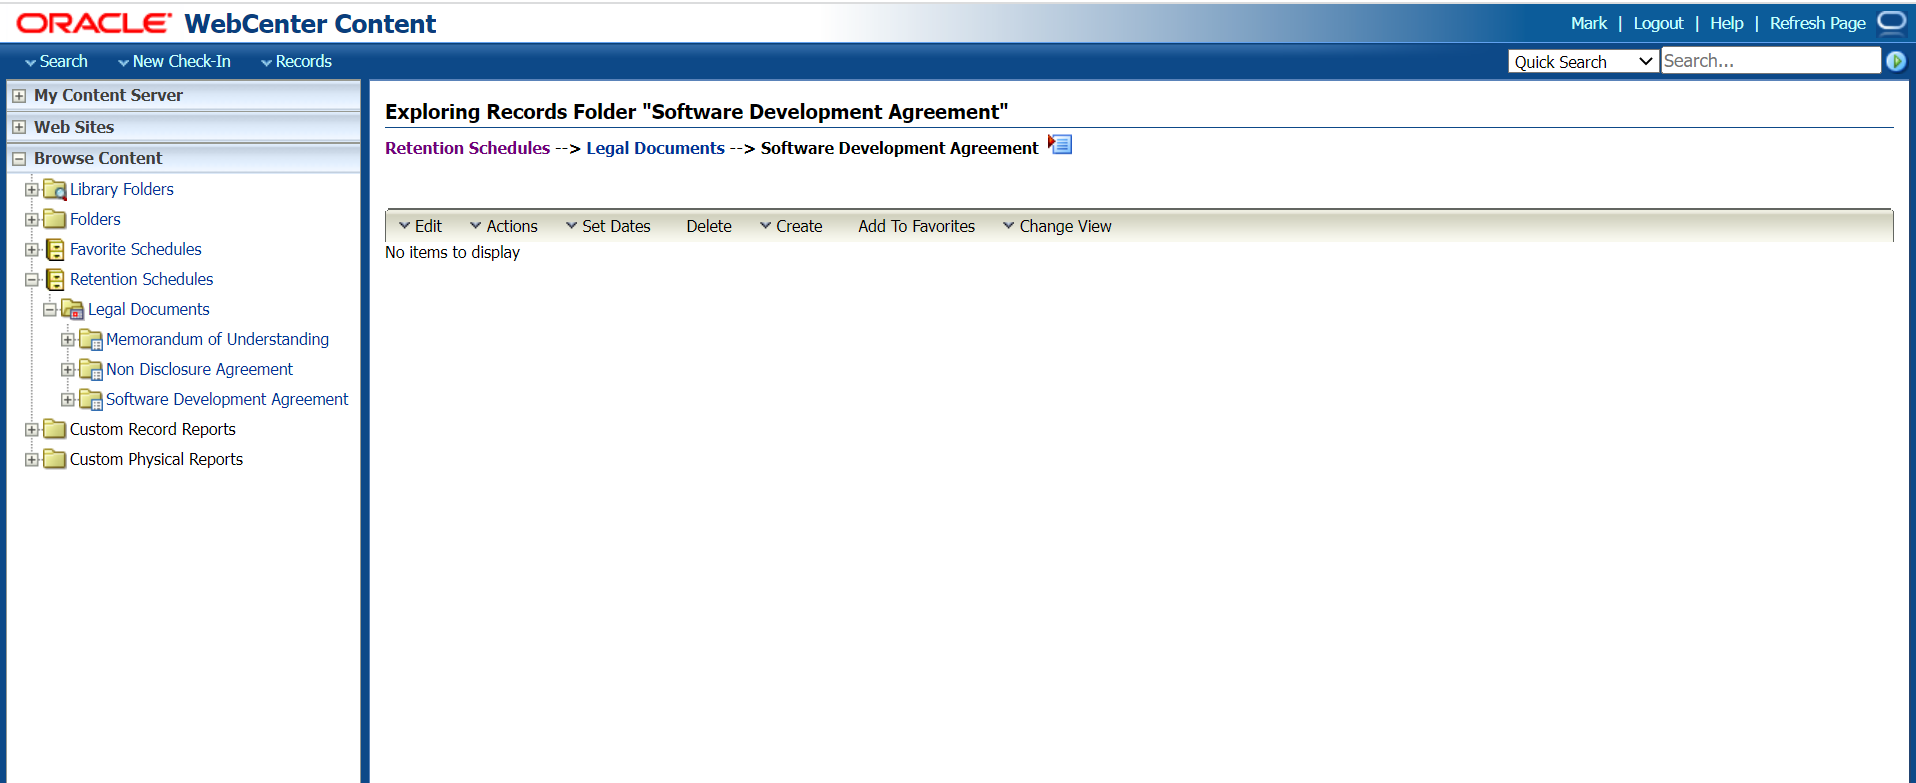 ORACLE WebCenter Content
Mark | Logout | Help | Refresh Page
Search New Check-In Records
Quick Search Search...
My Content Server
Web Sites
Browse Content
Library Folders
Folders
Favorite Schedules
Retention Schedules
Legal Documents
Memorandum of Understanding
Non Disclosure Agreement
Software Development Agreement
Custom Record Reports
Custom Physical Reports
Exploring Records Folder "Software Development Agreement"
Retention Schedules --> Legal Documents --> Software Development Agreement
Edit Actions Set Dates Delete Create Add To Favorites Change View
No items to display